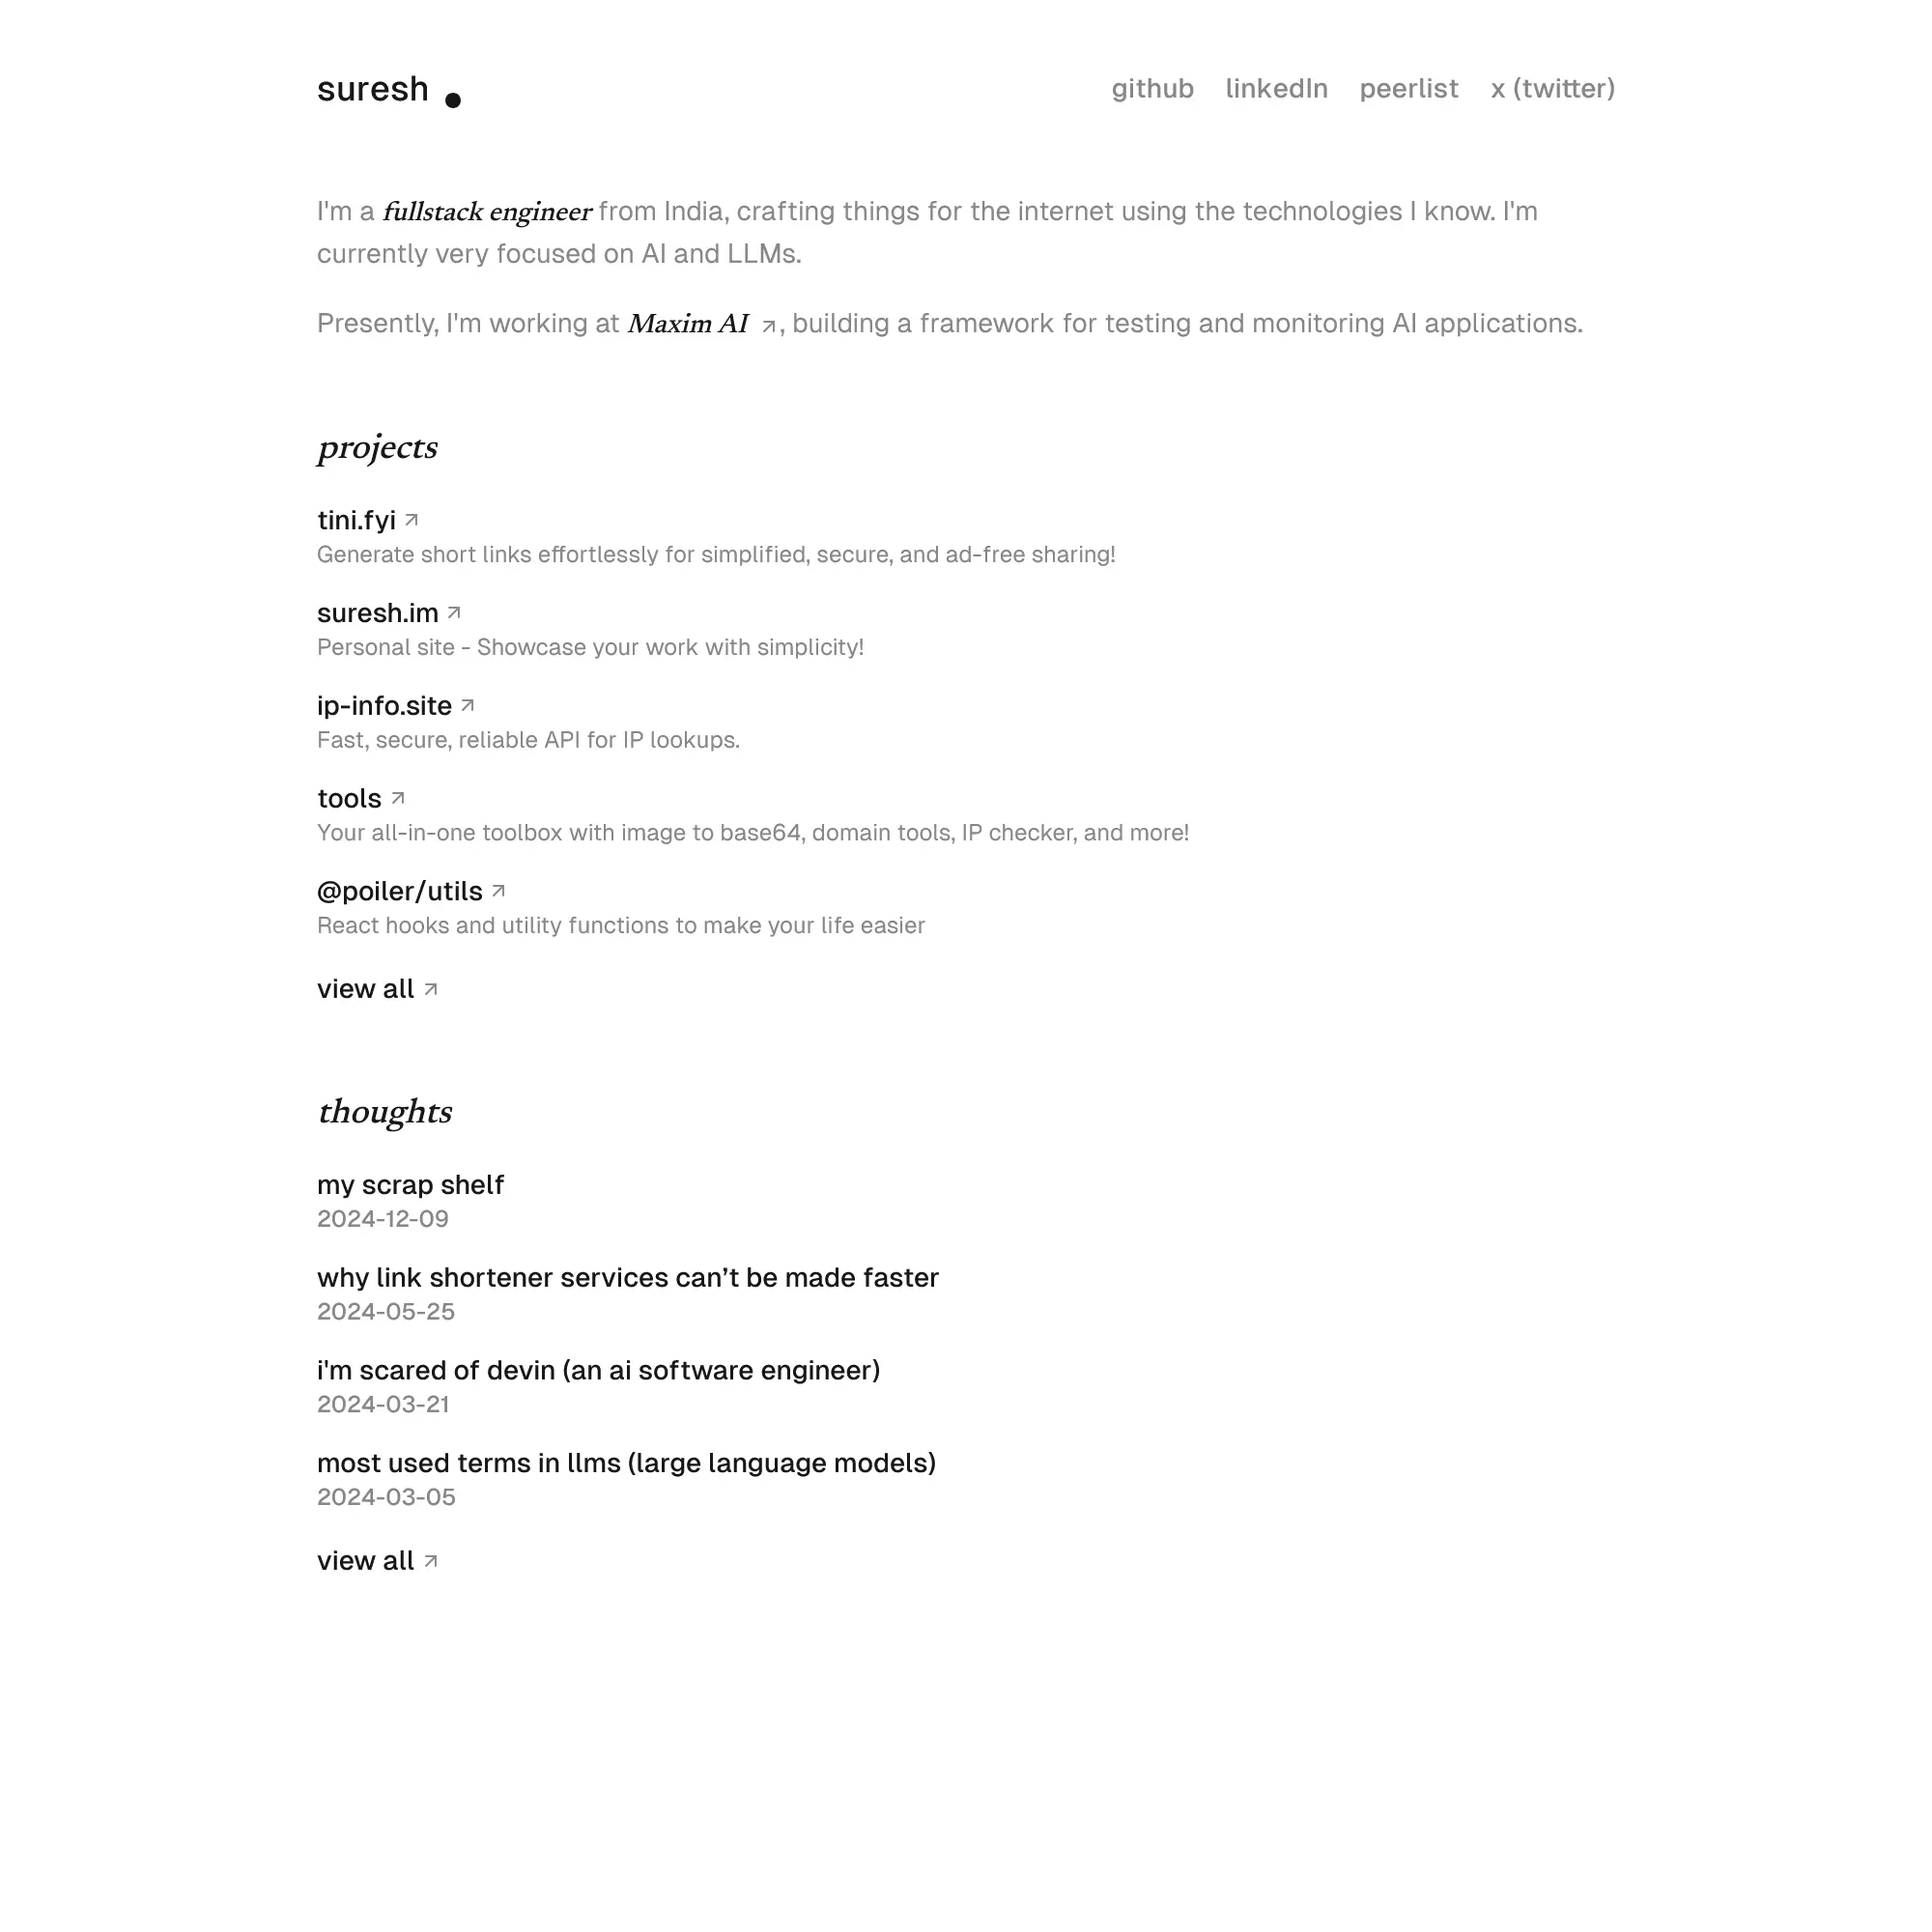 suresh
github linkedIn peerlist x (twitter)
I'm a fullstack engineer from India, crafting things for the internet using the technologies I know. I'm
currently very focused on AI and LLMs.
Presently, I'm working at Maxim AI ↗, building a framework for testing and monitoring AI applications.
projects
tini.fyi ↗
Generate short links effortlessly for simplified, secure, and ad-free sharing!
suresh.im ↗
Personal site - Showcase your work with simplicity!
ip-info.site ↗
Fast, secure, reliable API for IP lookups.
tools ↗
Your all-in-one toolbox with image to base64, domain tools, IP checker, and more!
@poiler/utils ↗
React hooks and utility functions to make your life easier
view all ↗
thoughts
my scrap shelf
2024-12-09
why link shortener services can’t be made faster
2024-05-25
i'm scared of devin (an ai software engineer)
2024-03-21
most used terms in llms (large language models)
2024-03-05
view all ↗